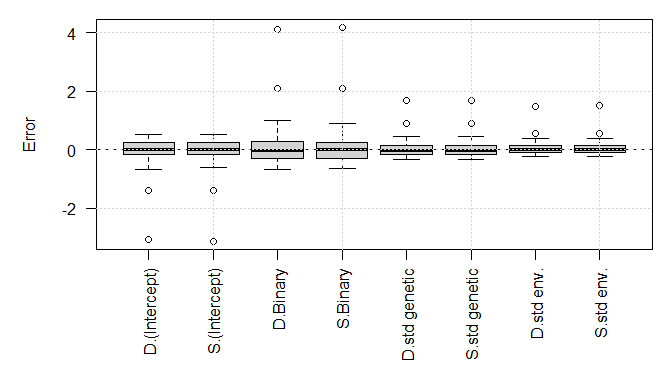 Error
4
2
0
-2
D.(Intercept)
S.(Intercept)
D.Binary
S.Binary
D.std genetic
S.std genetic
D.std env.
S.std env.